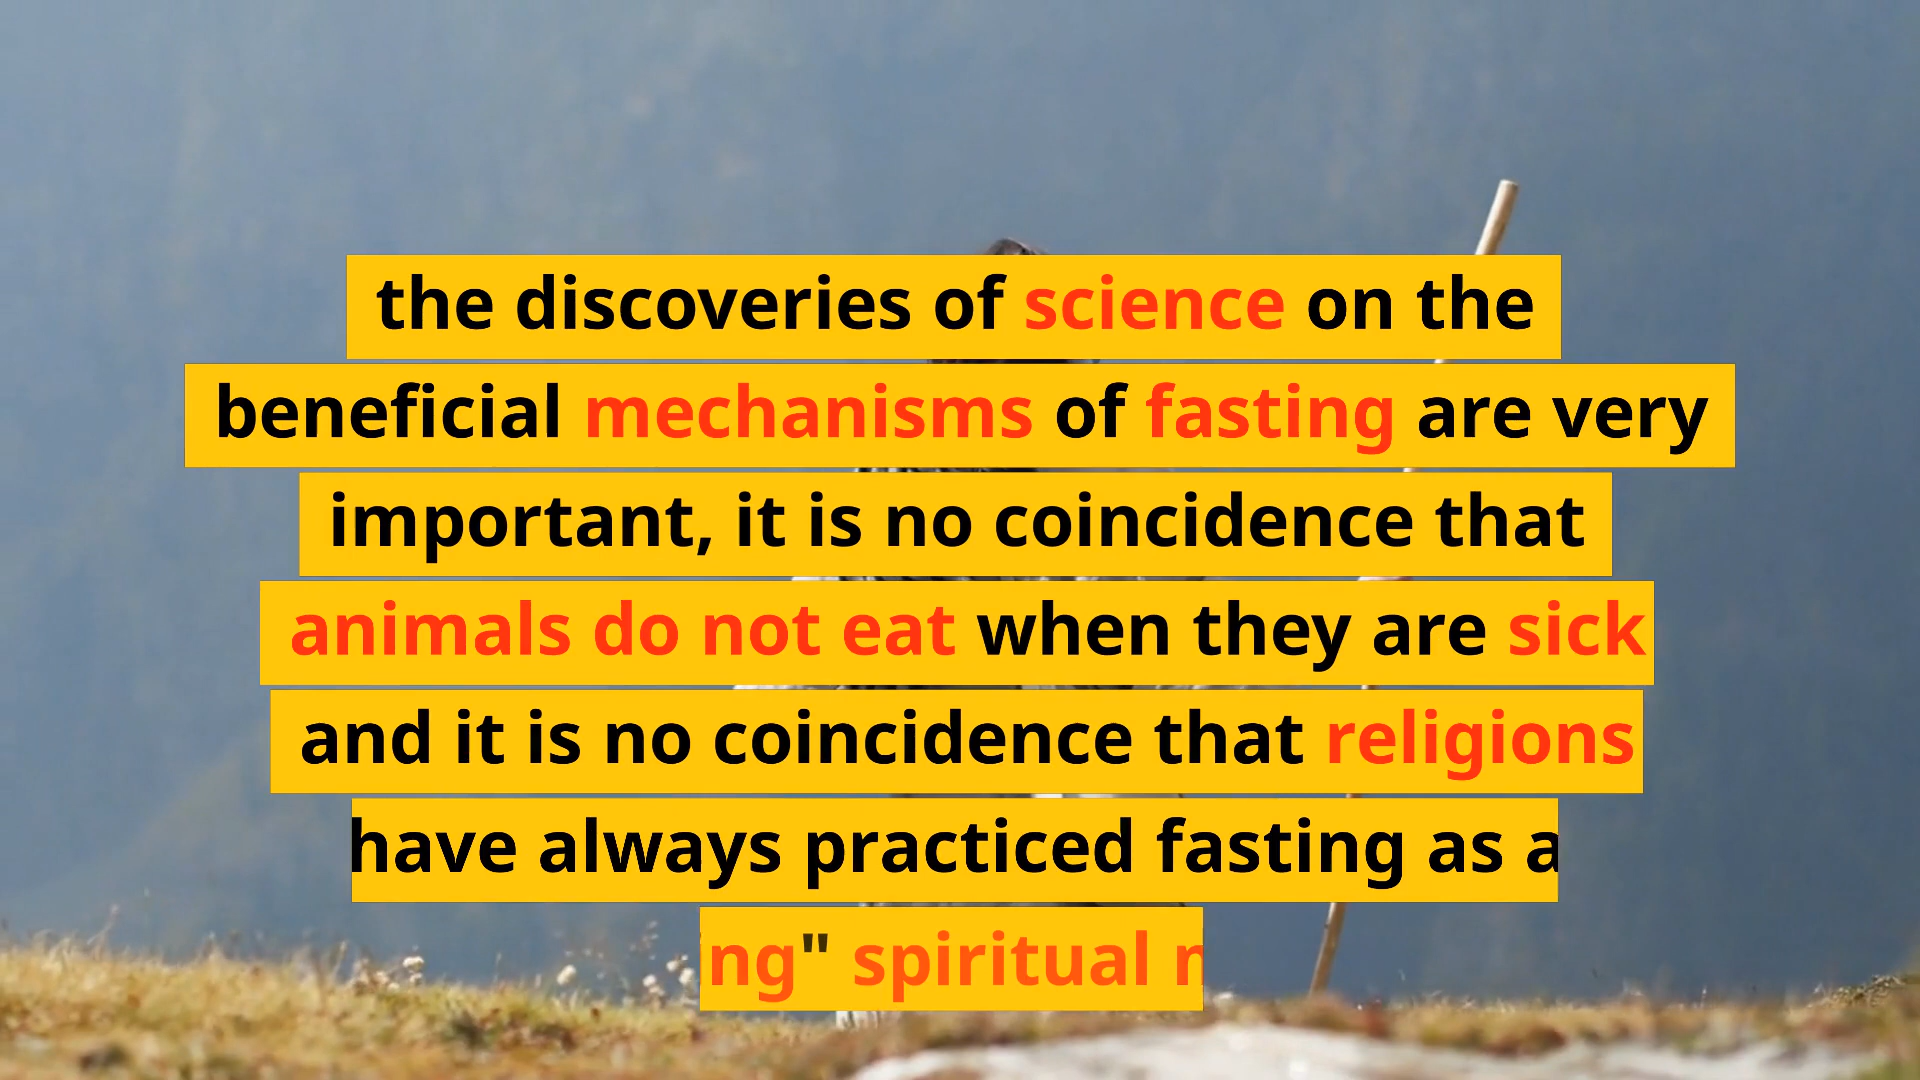 the discoveries of science on the
beneficial mechanisms of fasting are very
important, it is no coincidence that
animals do not eat when they are sick
and it is no coincidence that religions
have always practiced fasting as a
ng" spiritual